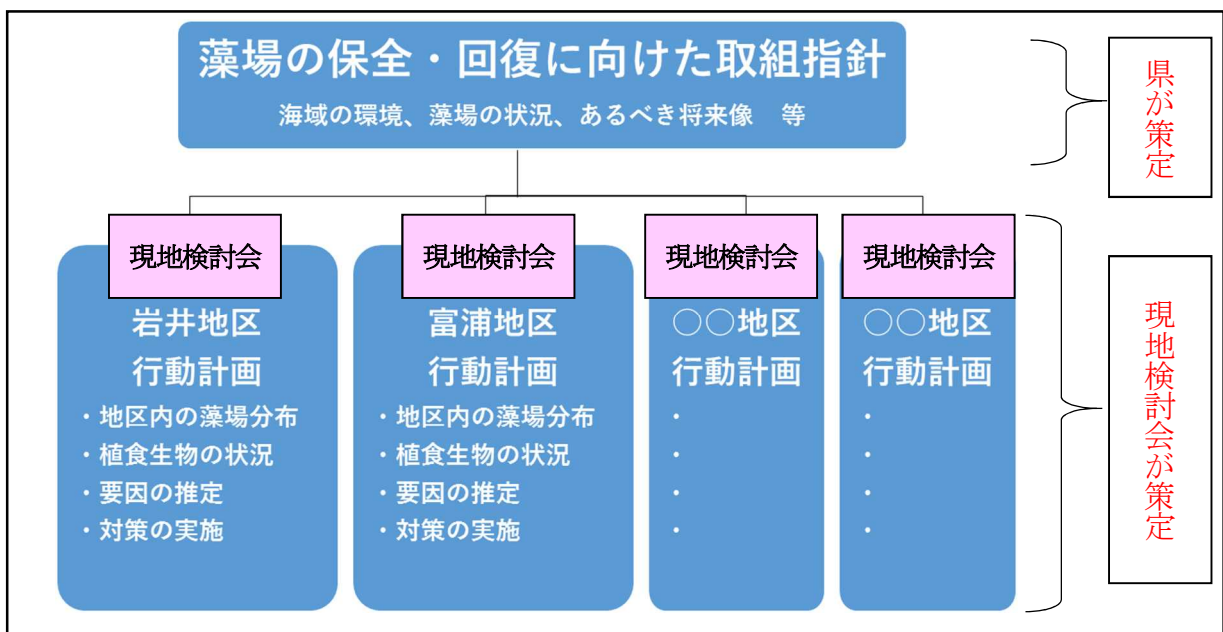 藻場の保全・回復に向けた取組指針
海域の環境、藻場の状況、あるべき将来像　等
県が策定
現地検討会
岩井地区
行動計画
・地区内の藻場分布
・植食生物の状況
・要因の推定
・対策の実施
現地検討会
富浦地区
行動計画
・地区内の藻場分布
・植食生物の状況
・要因の推定
・対策の実施
現地検討会
○○地区
行動計画
・
・
・
・
現地検討会
○○地区
行動計画
・
・
・
・
現地検討会が策定